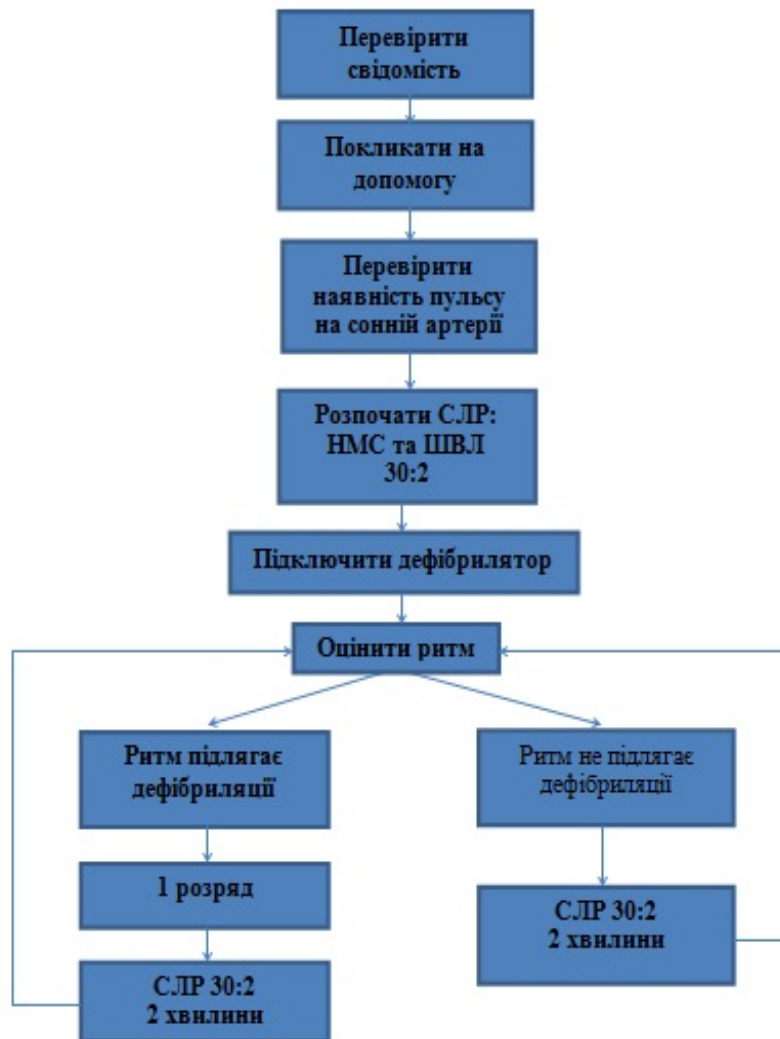 Перевірити
свідомість
Покликати на
допомогу
Перевірити
наявність пульсу
на сонній артерії
Розпочати СЛР:
НМС та ШВЛ
30:2
Підключити дефібрилятор
Оцінити ритм
Ритм підлягає
дефібриляції
1 розряд
СЛР 30:2
2 хвилини
Ритм не підлягає
дефібриляції
СЛР 30:2
2 хвилини